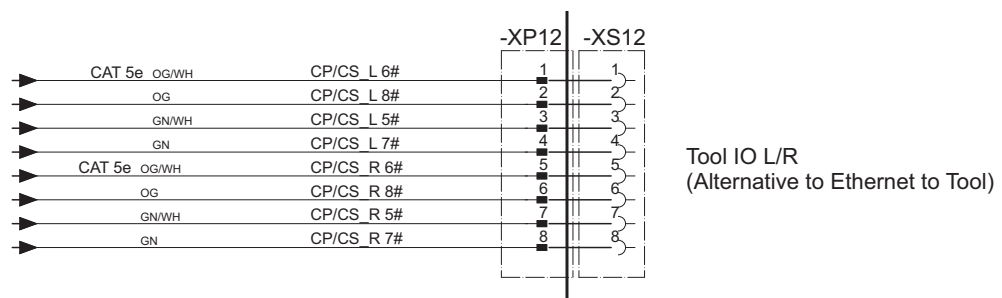 -XP12 -XS12
CAT 5e OG/WH CP/CS_L 6# 1 1
OG CP/CS_L 8# 2 2
GN/WH CP/CS_L 5# 3 3
GN CP/CS_L 7# 4 4
CAT 5e OG/WH CP/CS_R 6# 5 5
OG CP/CS_R 8# 6 6
GN/WH CP/CS_R 5# 7 7
GN CP/CS_R 7# 8 8
Tool IO L/R
(Alternative to Ethernet to Tool)